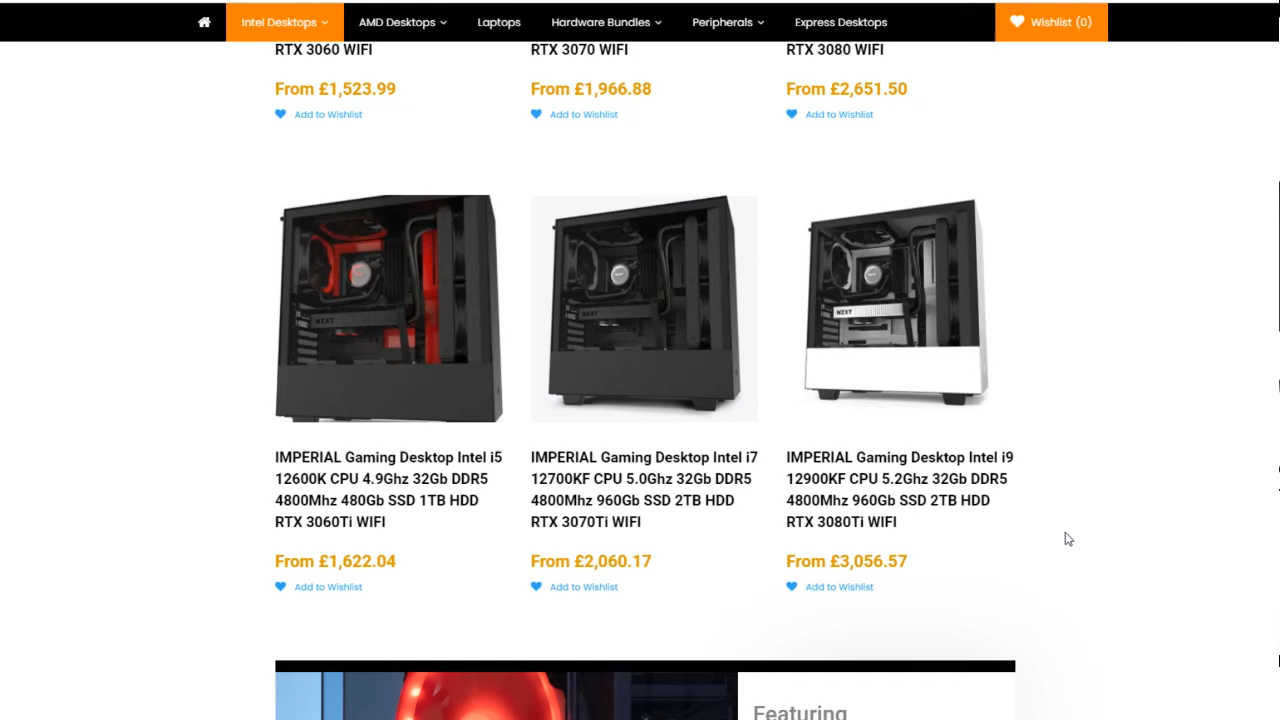 Intel Desktops
AMD Desktops
Laptops
Hardware Bundles
Peripherals
Express Desktops
Wishlist (0)
RTX 3060 WIFI
From £1,523.99
Add to Wishlist
RTX 3070 WIFI
From £1,966.88
Add to Wishlist
RTX 3080 WIFI
From £2,651.50
Add to Wishlist
NZXT
IMPERIAL Gaming Desktop Intel i5
12600K CPU 4.9Ghz 32Gb DDR5
4800Mhz 480Gb SSD 1TB HDD
RTX 3060Ti WIFI
From £1,622.04
Add to Wishlist
NZXT
IMPERIAL Gaming Desktop Intel i7
12700KF CPU 5.0Ghz 32Gb DDR5
4800Mhz 960Gb SSD 2TB HDD
RTX 3070Ti WIFI
From £2,060.17
Add to Wishlist
NZXT
IMPERIAL Gaming Desktop Intel i9
12900KF CPU 5.2Ghz 32Gb DDR5
4800Mhz 960Gb SSD 2TB HDD
RTX 3080Ti WIFI
From £3,056.57
Add to Wishlist
Featuring